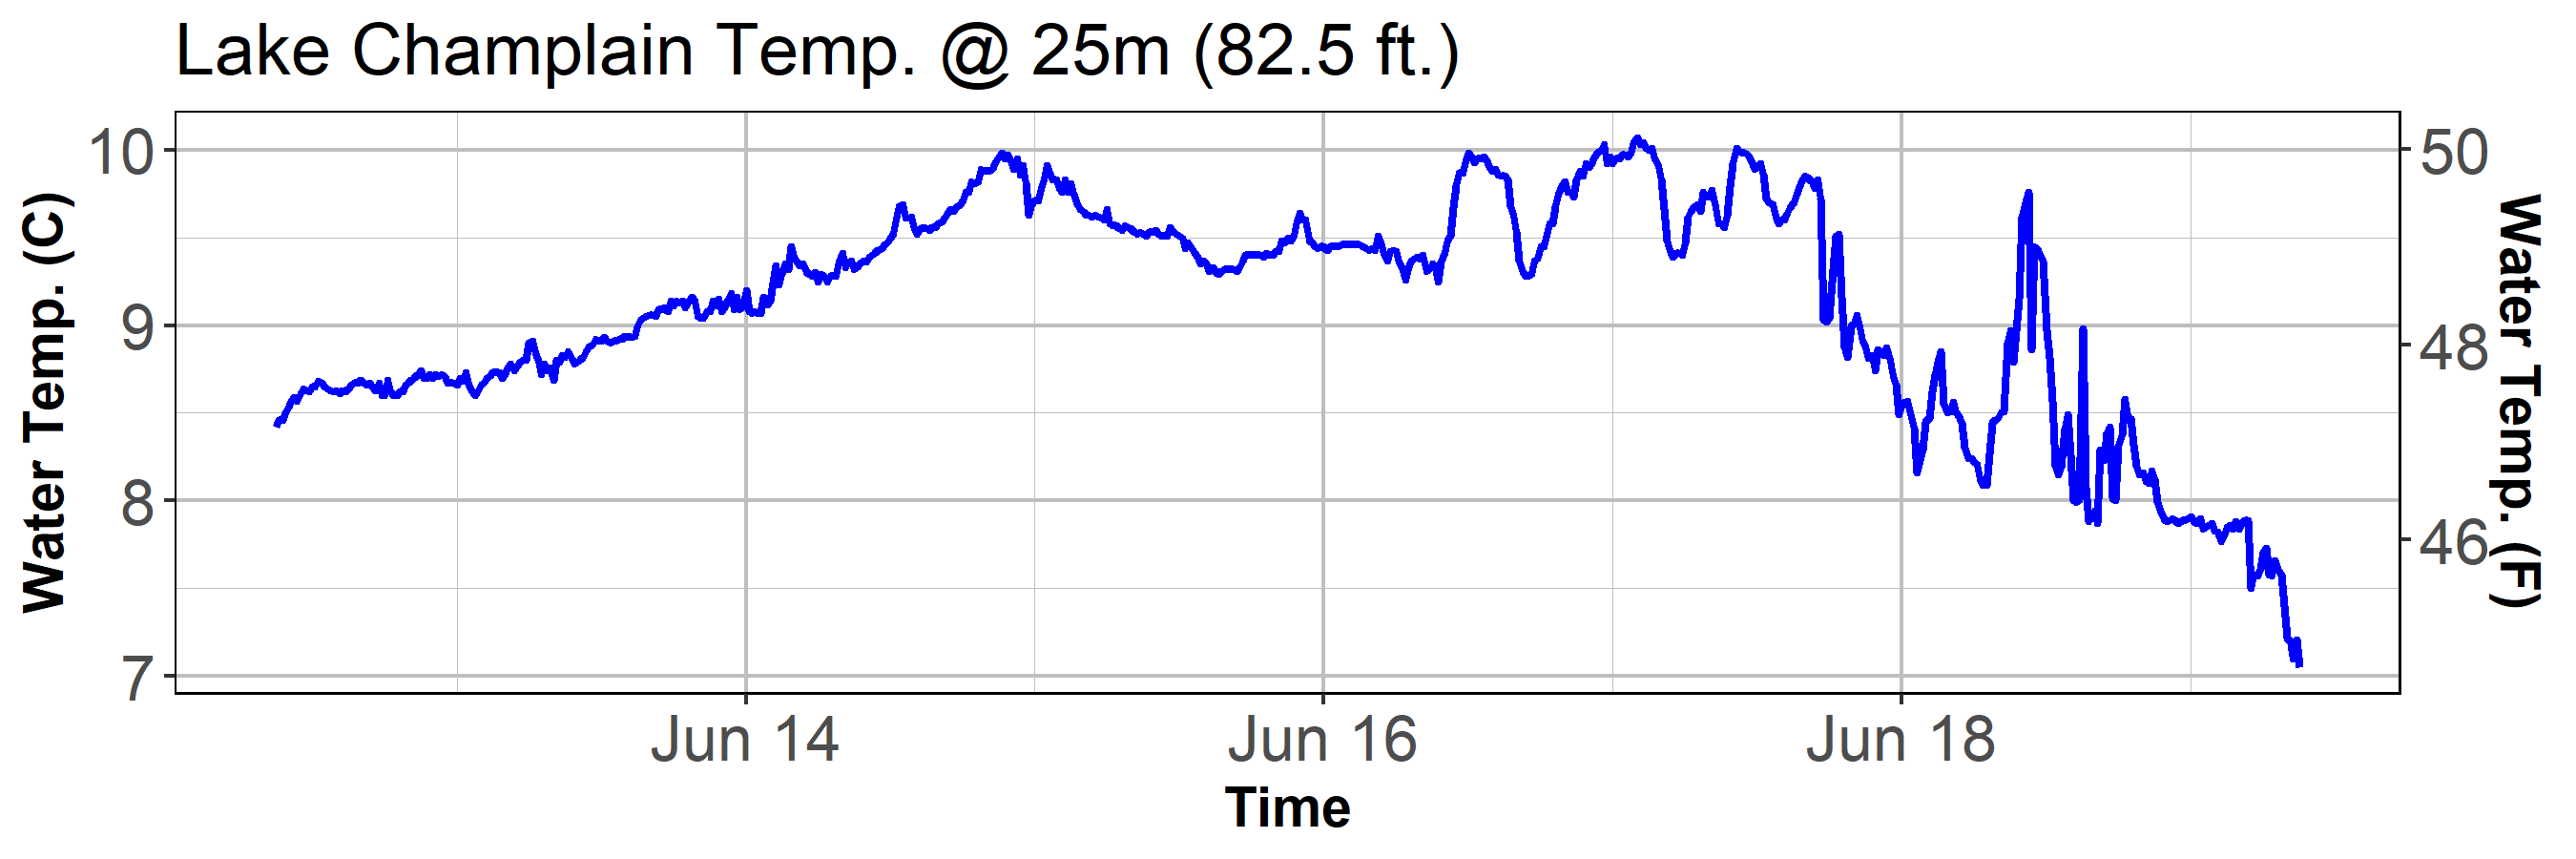 Lake Champlain Temp. @ 25m (82.5 ft.)
Water Temp. (C)
10
9
8
7
50
48
46
Water Temp. (F)
Jun 14
Jun 16
Jun 18
Time